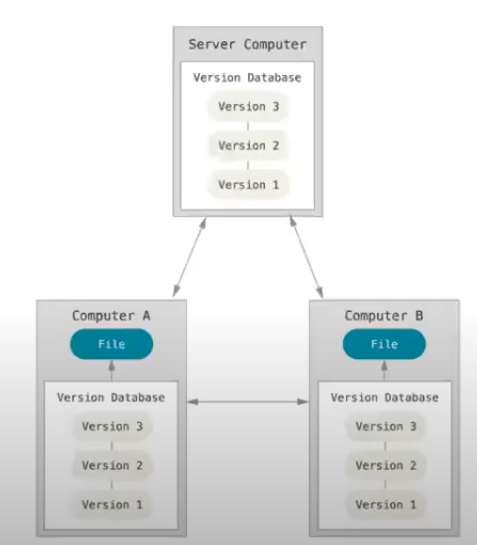 Server Computer
Version Database
Version 3
Version 2
Version 1
Computer A
File
Version Database
Version 3
Version 2
Version 1
Computer B
File
Version Database
Version 3
Version 2
Version 1